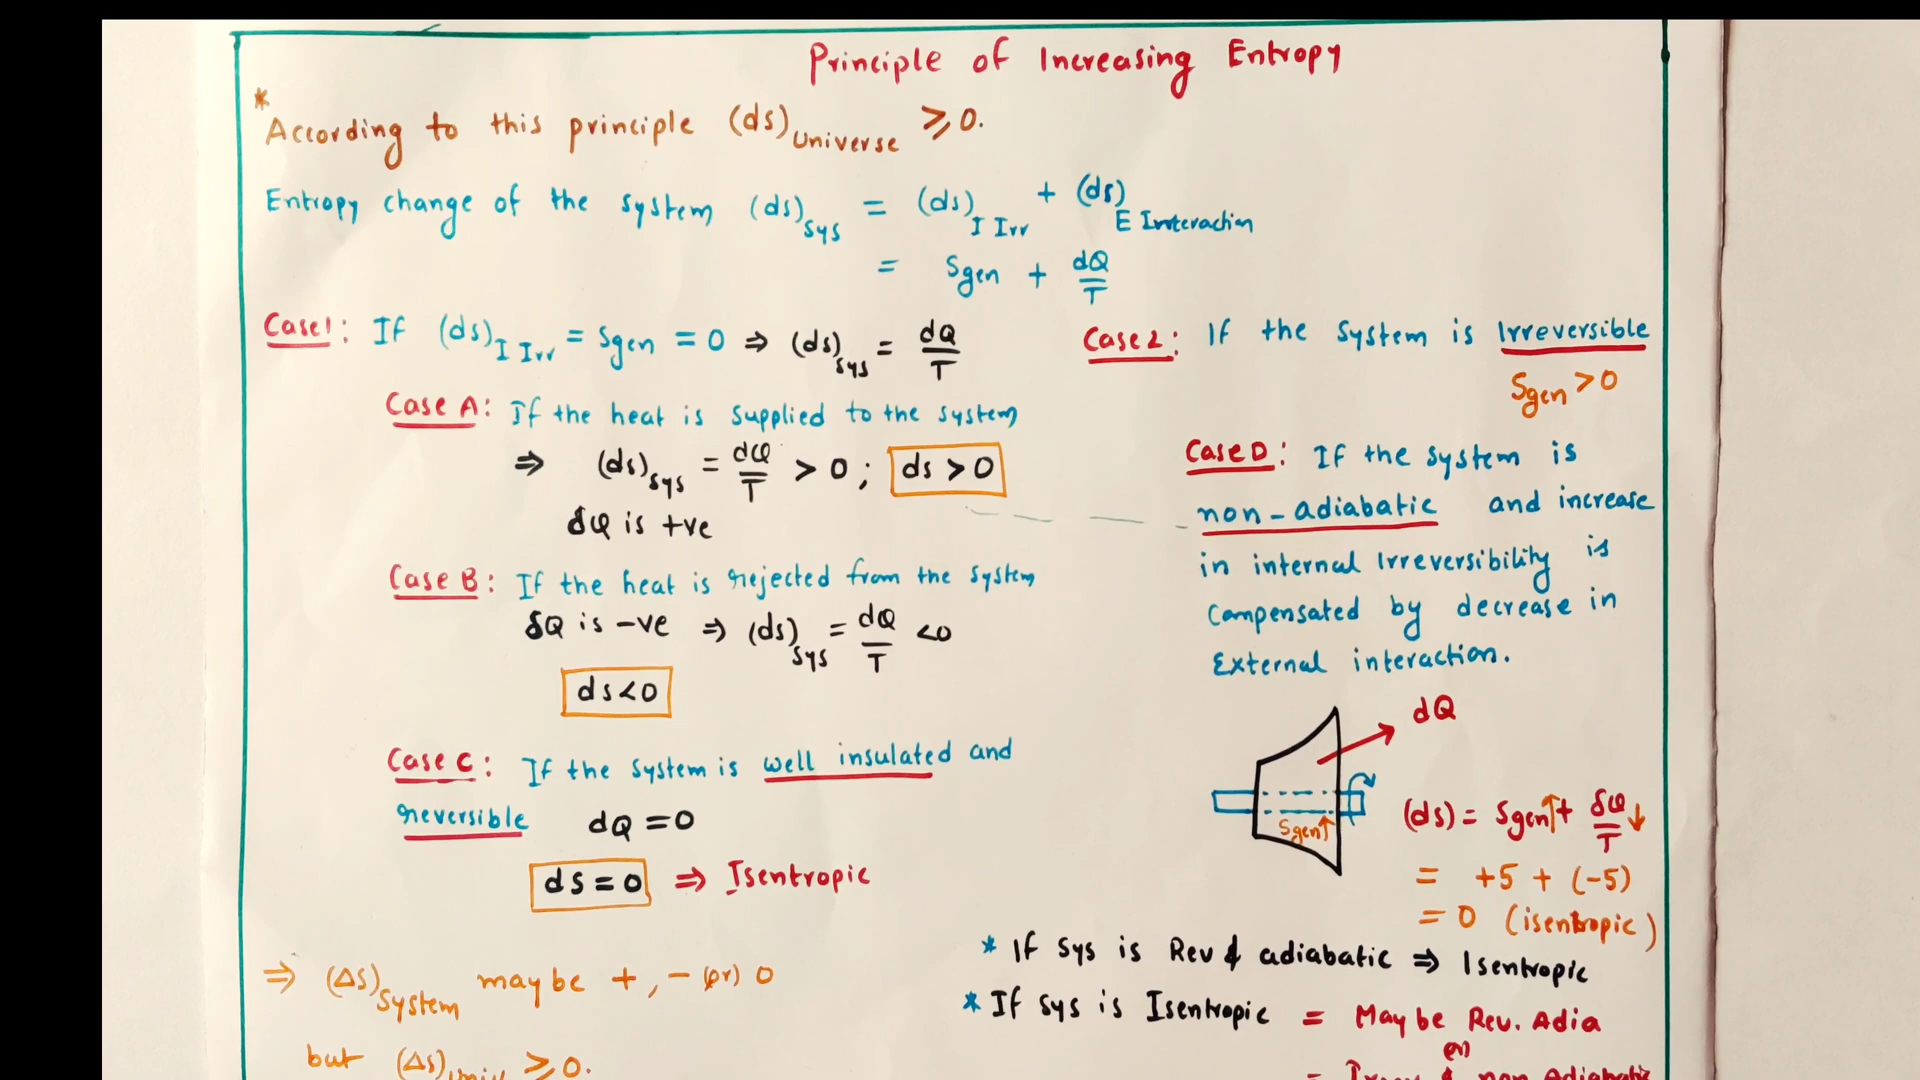 Principle of Increasing Entropy
* According to this principle (ds)Universe ≥ 0.
Entropy change of the system (ds)sys = (ds)I Irr + (ds)E Interaction
= Sgen + dQ/T
Case1: If (ds)I Irr = Sgen = 0 ⇒ (ds)sys = dQ/T
Case A: If the heat is supplied to the system
⇒ (ds)sys = dQ/T > 0 ; ds > 0
δQ is +ve
Case B: If the heat is rejected from the system
δQ is -ve ⇒ (ds)sys = dQ/T <0
ds<0
Case C: If the system is well insulated and
reversible dQ = 0
ds = 0 ⇒ Isentropic
⇒ (Δs)system maybe +, - (or) 0
but (Δs)univ ≥ 0.
Case2: If the system is Irreversible
Sgen > 0
Case D: If the system is
non-adiabatic and increase
in internal Irreversibility is
compensated by decrease in
External interaction.
dQ
Sgen↑
(ds) = Sgen↑ + δQ/T ↓
= +5 + (-5)
= 0 (isentropic)
* If sys is Rev & adiabatic ⇒ Isentropic
* If sys is Isentropic = Maybe Rev. Adia
(or)
= Irrev & non Adiabatic